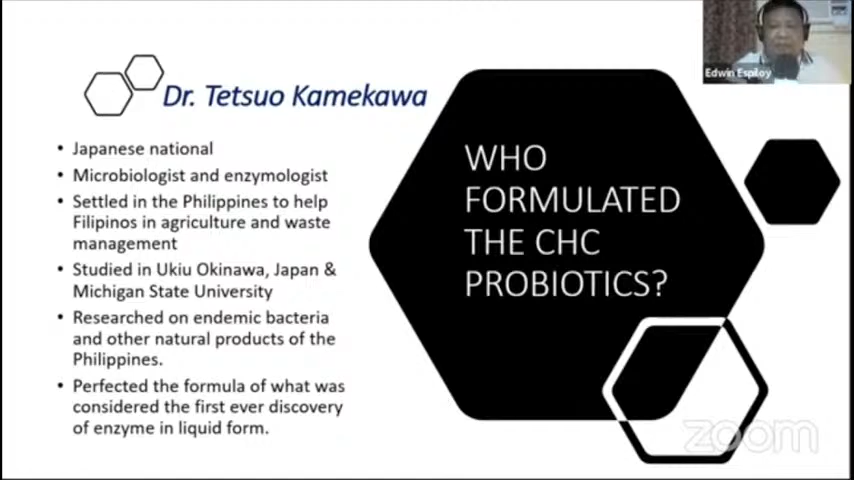 Edwin Espiloy
Dr. Tetsuo Kamekawa
• Japanese national
• Microbiologist and enzymologist
• Settled in the Philippines to help
Filipinos in agriculture and waste
management
• Studied in Ukiu Okinawa, Japan &
Michigan State University
• Researched on endemic bacteria
and other natural products of the
Philippines.
• Perfected the formula of what was
considered the first ever discovery
of enzyme in liquid form.
WHO
FORMULATED
THE CHC
PROBIOTICS?
zoom